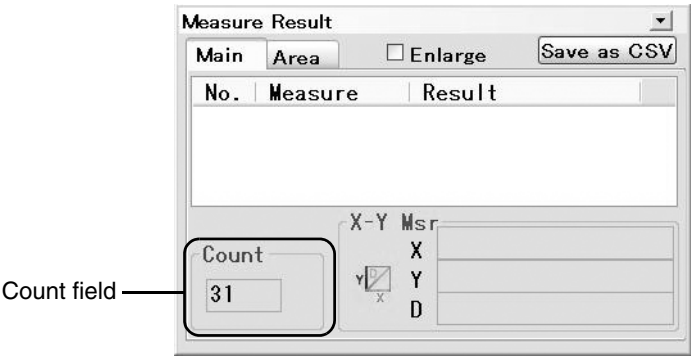 Measure Result
Main Area Enlarge Save as CSV
No. Measure Result
X-Y Msr
Count
X
Count field
31
Y D X
Y
D